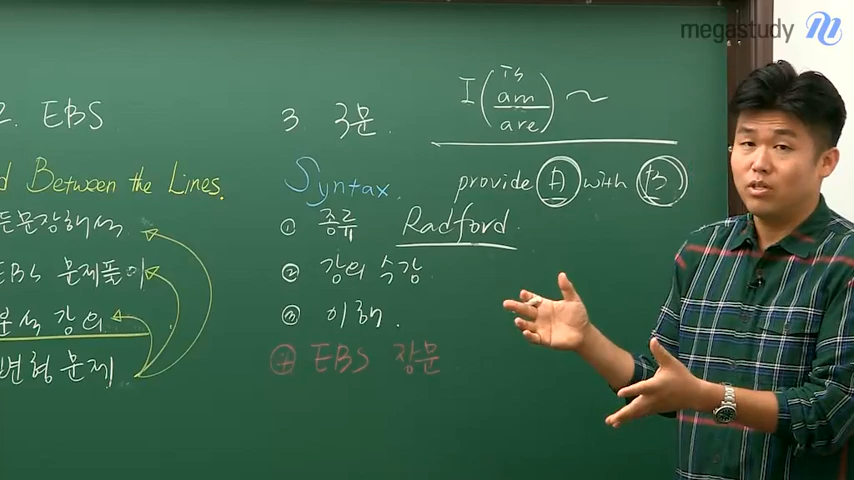 megastudy
2. EBS
d Between the Lines.
든문장해석
EBS 문제풀이
분석 강의
변형 문제
3. 구문.
Syntax.
① 종류
② 강의 수강
③ 이해.
④ EBS 장문
Radford
is
I ( am ) ~
are
provide Ⓐ with Ⓑ